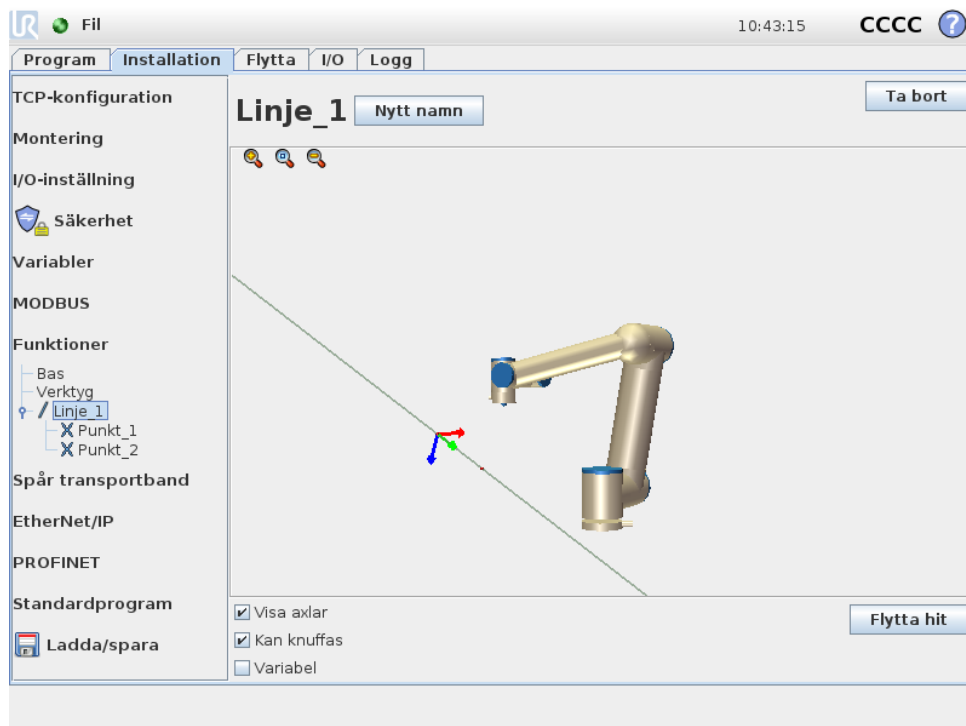 UR Fil 10:43:15 CCCC ?
Program Installation Flytta I/O Logg
TCP-konfiguration
Montering
I/O-inställning
Säkerhet
Variabler
MODBUS
Funktioner
Bas
Verktyg
Linje_1
Punkt_1
Punkt_2
Spår transportband
EtherNet/IP
PROFINET
Standardprogram
Ladda/spara
Linje_1 Nytt namn Ta bort
Visa axlar
Kan knuffas
Variabel
Flytta hit